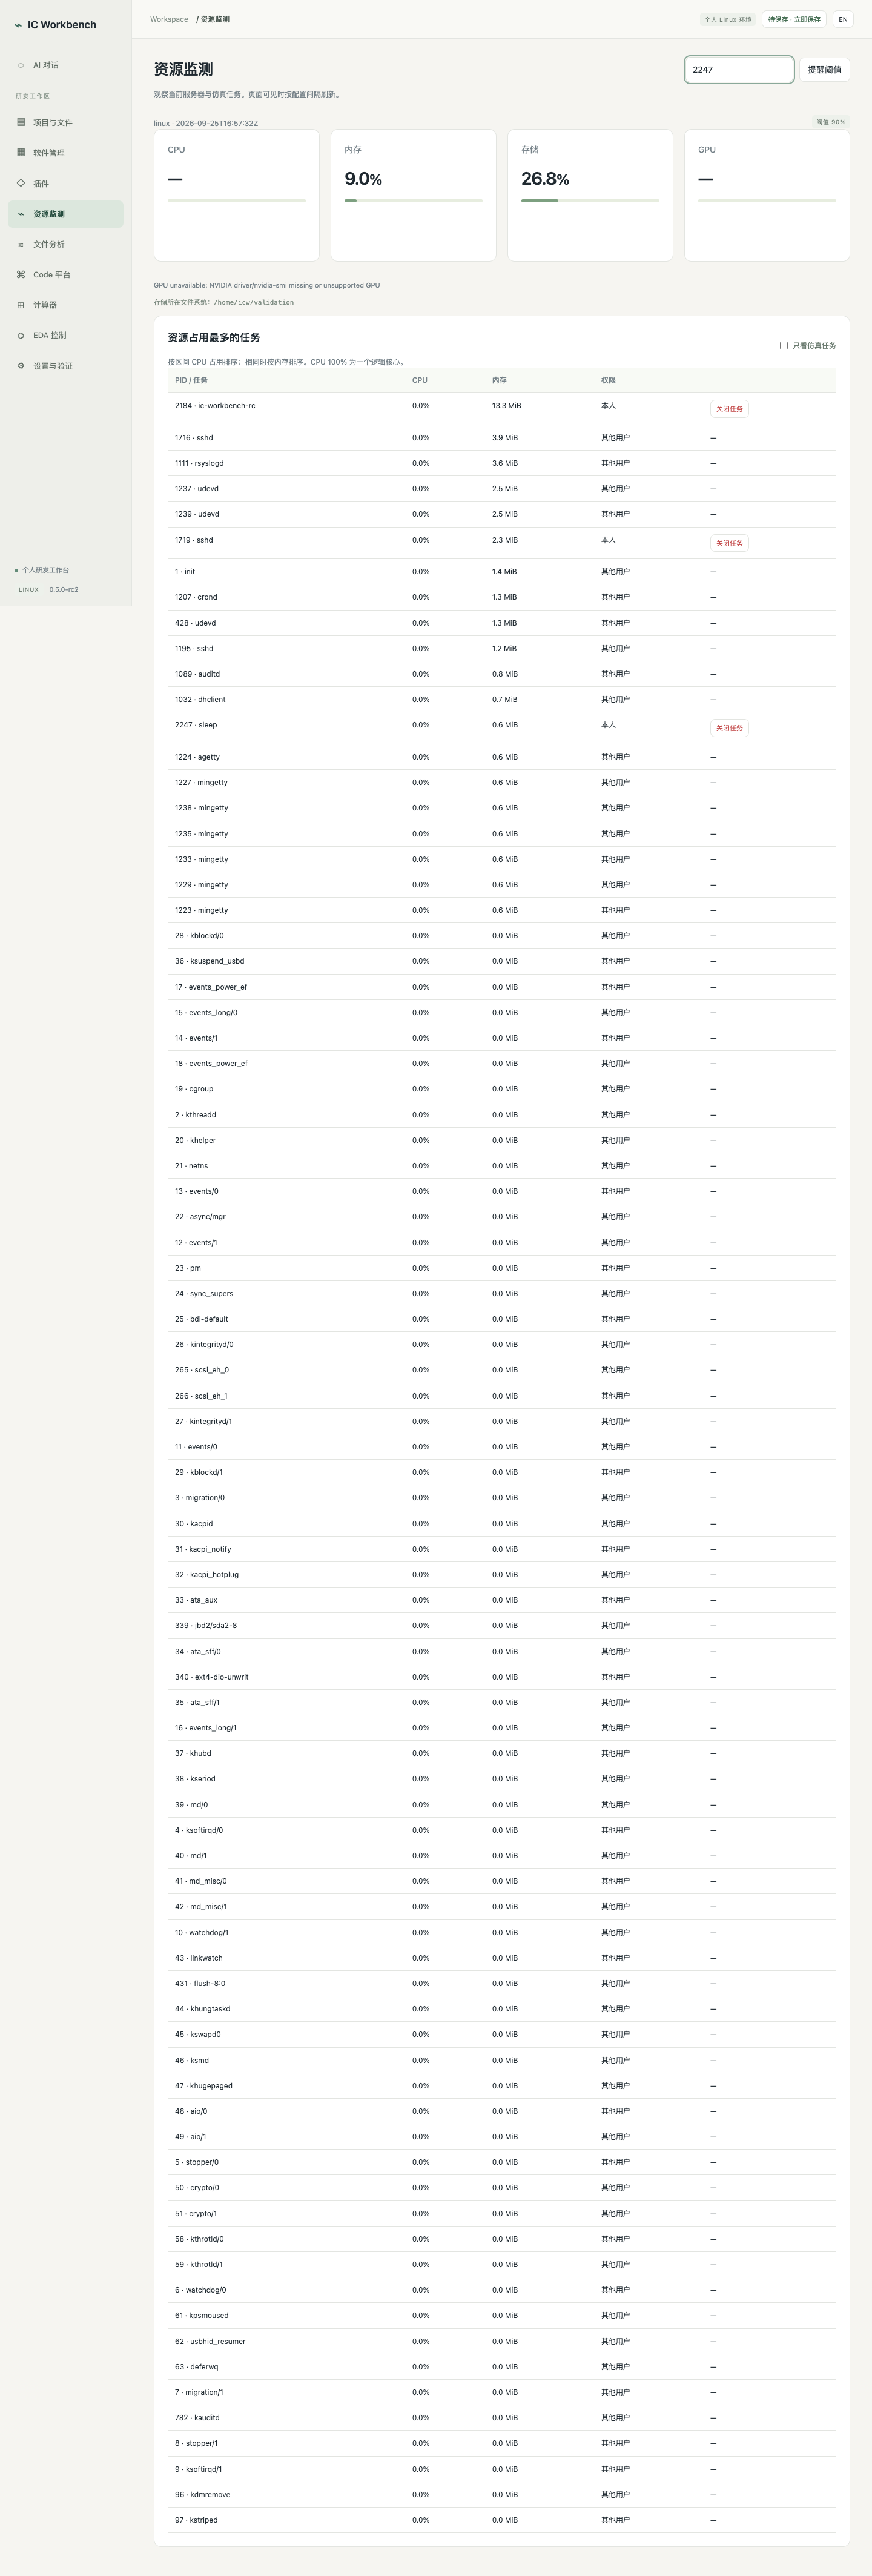 IC Workbench
AI 对话
研发工作区
项目与文件
软件管理
插件
资源监测
文件分析
Code 平台
计算器
EDA 控制
设置与验证
个人研发工作台
LINUX 0.5.0-rc2
Workspace / 资源监测
个人 Linux 环境
待保存 · 立即保存
EN
资源监测
2247
提醒阈值
观察当前服务器与仿真任务。页面可见时按配置间隔刷新。
linux · 2026-09-25T16:57:32Z
阈值 90%
CPU
—
内存
9.0%
存储
26.8%
GPU
—
GPU unavailable: NVIDIA driver/nvidia-smi missing or unsupported GPU
存储所在文件系统: /home/icw/validation
资源占用最多的任务
只看仿真任务
按区间 CPU 占用排序；相同时按内存排序。CPU 100% 为一个逻辑核心。
PID / 任务 CPU 内存 权限
2184 · ic-workbench-rc 0.0% 13.3 MiB 本人 关闭任务
1716 · sshd 0.0% 3.9 MiB 其他用户 —
1111 · rsyslogd 0.0% 3.6 MiB 其他用户 —
1237 · udevd 0.0% 2.5 MiB 其他用户 —
1239 · udevd 0.0% 2.5 MiB 其他用户 —
1719 · sshd 0.0% 2.3 MiB 本人 关闭任务
1 · init 0.0% 1.4 MiB 其他用户 —
1207 · crond 0.0% 1.3 MiB 其他用户 —
428 · udevd 0.0% 1.3 MiB 其他用户 —
1195 · sshd 0.0% 1.2 MiB 其他用户 —
1089 · auditd 0.0% 0.8 MiB 其他用户 —
1032 · dhclient 0.0% 0.7 MiB 其他用户 —
2247 · sleep 0.0% 0.6 MiB 本人 关闭任务
1224 · agetty 0.0% 0.6 MiB 其他用户 —
1227 · mingetty 0.0% 0.6 MiB 其他用户 —
1238 · mingetty 0.0% 0.6 MiB 其他用户 —
1235 · mingetty 0.0% 0.6 MiB 其他用户 —
1233 · mingetty 0.0% 0.6 MiB 其他用户 —
1229 · mingetty 0.0% 0.6 MiB 其他用户 —
1223 · mingetty 0.0% 0.6 MiB 其他用户 —
28 · kblockd/0 0.0% 0.0 MiB 其他用户 —
36 · ksuspend_usbd 0.0% 0.0 MiB 其他用户 —
17 · events_power_ef 0.0% 0.0 MiB 其他用户 —
15 · events_long/0 0.0% 0.0 MiB 其他用户 —
14 · events/1 0.0% 0.0 MiB 其他用户 —
18 · events_power_ef 0.0% 0.0 MiB 其他用户 —
19 · cgroup 0.0% 0.0 MiB 其他用户 —
2 · kthreadd 0.0% 0.0 MiB 其他用户 —
20 · khelper 0.0% 0.0 MiB 其他用户 —
21 · netns 0.0% 0.0 MiB 其他用户 —
13 · events/0 0.0% 0.0 MiB 其他用户 —
22 · async/mgr 0.0% 0.0 MiB 其他用户 —
12 · events/1 0.0% 0.0 MiB 其他用户 —
23 · pm 0.0% 0.0 MiB 其他用户 —
24 · sync_supers 0.0% 0.0 MiB 其他用户 —
25 · bdi-default 0.0% 0.0 MiB 其他用户 —
26 · kintegrityd/0 0.0% 0.0 MiB 其他用户 —
265 · scsi_eh_0 0.0% 0.0 MiB 其他用户 —
266 · scsi_eh_1 0.0% 0.0 MiB 其他用户 —
27 · kintegrityd/1 0.0% 0.0 MiB 其他用户 —
11 · events/0 0.0% 0.0 MiB 其他用户 —
29 · kblockd/1 0.0% 0.0 MiB 其他用户 —
3 · migration/0 0.0% 0.0 MiB 其他用户 —
30 · kacpid 0.0% 0.0 MiB 其他用户 —
31 · kacpi_notify 0.0% 0.0 MiB 其他用户 —
32 · kacpi_hotplug 0.0% 0.0 MiB 其他用户 —
33 · ata_aux 0.0% 0.0 MiB 其他用户 —
339 · jbd2/sda2-8 0.0% 0.0 MiB 其他用户 —
34 · ata_sff/0 0.0% 0.0 MiB 其他用户 —
340 · ext4-dio-unwrit 0.0% 0.0 MiB 其他用户 —
35 · ata_sff/1 0.0% 0.0 MiB 其他用户 —
16 · events_long/1 0.0% 0.0 MiB 其他用户 —
37 · khubd 0.0% 0.0 MiB 其他用户 —
38 · kseriod 0.0% 0.0 MiB 其他用户 —
39 · md/0 0.0% 0.0 MiB 其他用户 —
4 · ksoftirqd/0 0.0% 0.0 MiB 其他用户 —
40 · md/1 0.0% 0.0 MiB 其他用户 —
41 · md_misc/0 0.0% 0.0 MiB 其他用户 —
42 · md_misc/1 0.0% 0.0 MiB 其他用户 —
10 · watchdog/1 0.0% 0.0 MiB 其他用户 —
43 · linkwatch 0.0% 0.0 MiB 其他用户 —
431 · flush-8:0 0.0% 0.0 MiB 其他用户 —
44 · khungtaskd 0.0% 0.0 MiB 其他用户 —
45 · kswapd0 0.0% 0.0 MiB 其他用户 —
46 · ksmd 0.0% 0.0 MiB 其他用户 —
47 · khugepaged 0.0% 0.0 MiB 其他用户 —
48 · aio/0 0.0% 0.0 MiB 其他用户 —
49 · aio/1 0.0% 0.0 MiB 其他用户 —
5 · stopper/0 0.0% 0.0 MiB 其他用户 —
50 · crypto/0 0.0% 0.0 MiB 其他用户 —
51 · crypto/1 0.0% 0.0 MiB 其他用户 —
58 · kthrotld/0 0.0% 0.0 MiB 其他用户 —
59 · kthrotld/1 0.0% 0.0 MiB 其他用户 —
6 · watchdog/0 0.0% 0.0 MiB 其他用户 —
61 · kpsmoused 0.0% 0.0 MiB 其他用户 —
62 · usbhid_resumer 0.0% 0.0 MiB 其他用户 —
63 · deferwq 0.0% 0.0 MiB 其他用户 —
7 · migration/1 0.0% 0.0 MiB 其他用户 —
782 · kauditd 0.0% 0.0 MiB 其他用户 —
8 · stopper/1 0.0% 0.0 MiB 其他用户 —
9 · ksoftirqd/1 0.0% 0.0 MiB 其他用户 —
96 · kdmremove 0.0% 0.0 MiB 其他用户 —
97 · kstriped 0.0% 0.0 MiB 其他用户 —